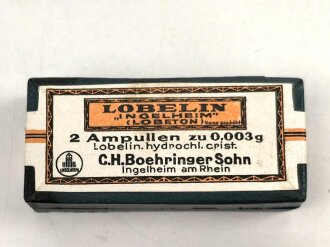 LOBELIN
„INGELHEIM"
(LOBETON)
2 Ampullen zu 0,003g
Lobelin. hydrochl. crist.
C.H. Boehringer Sohn
Ingelheim am Rhein